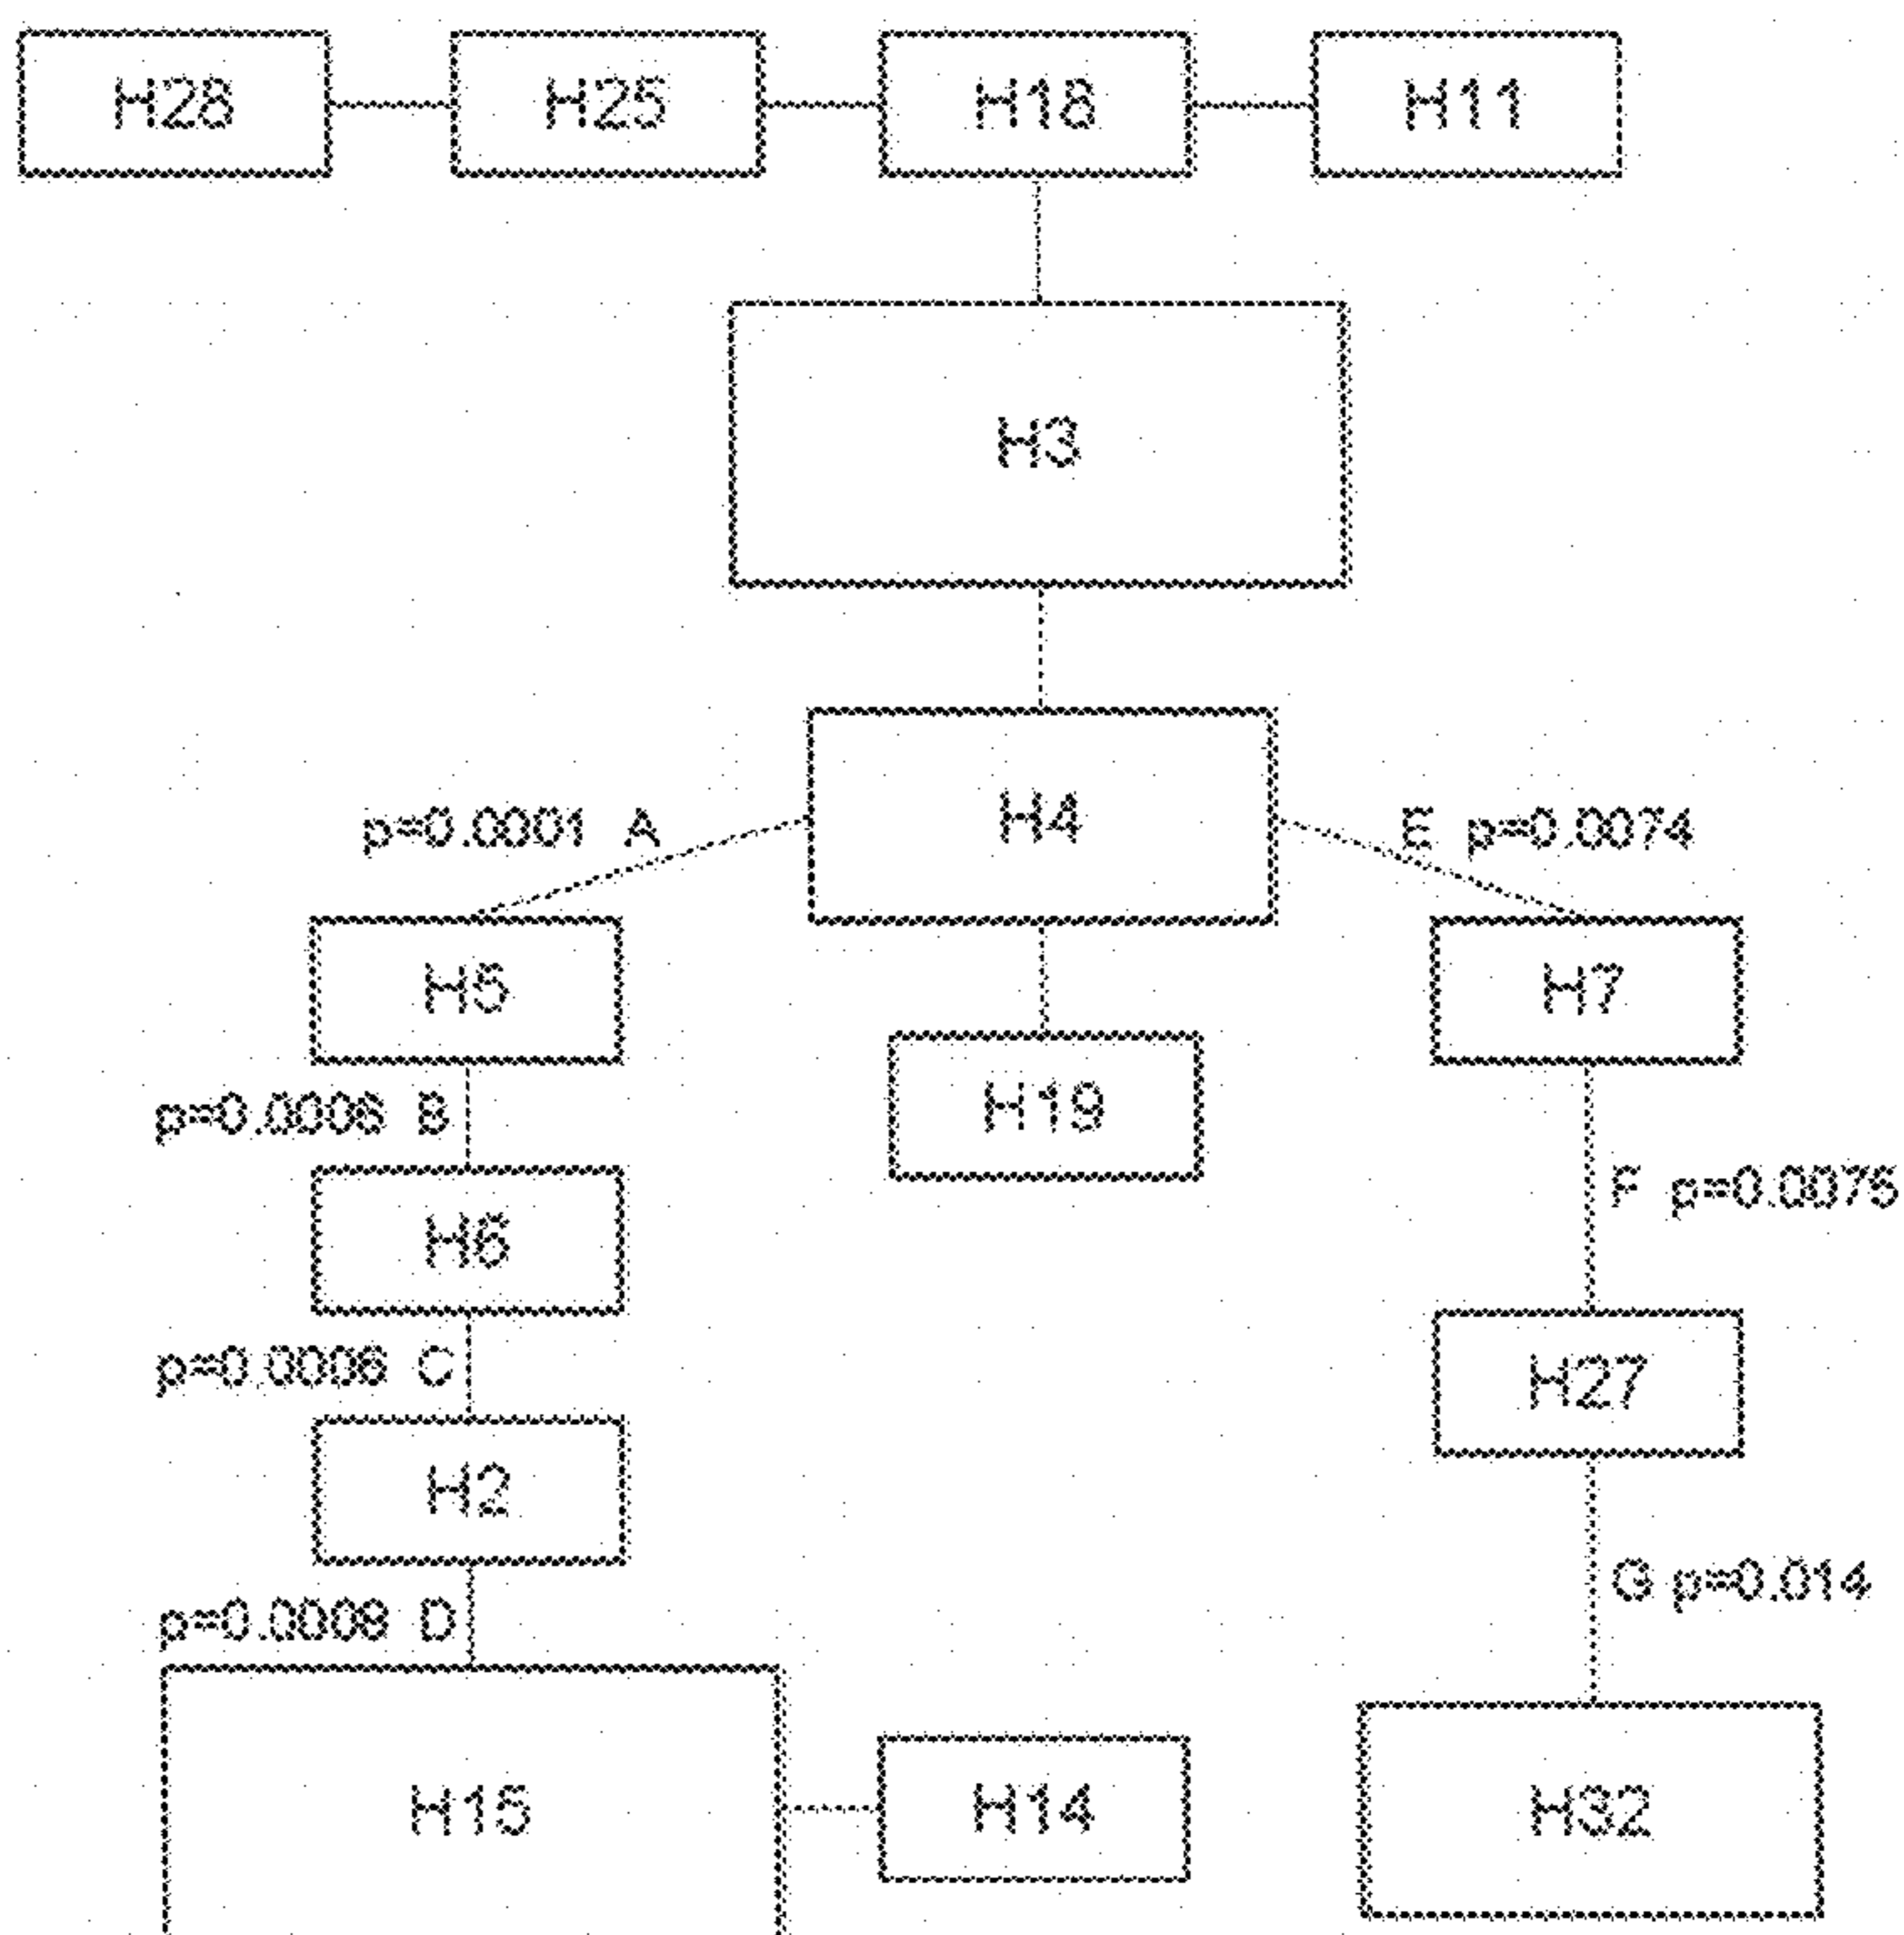 H28 H25 H18 H11
H3
H4
p=0.0001 A
E p=0.0074
H5
H7
p=0.0006 B
H19
F p=0.0075
H6
p=0.0006 C
H27
H2
G p=0.014
p=0.0009 D
H15
H14
H32